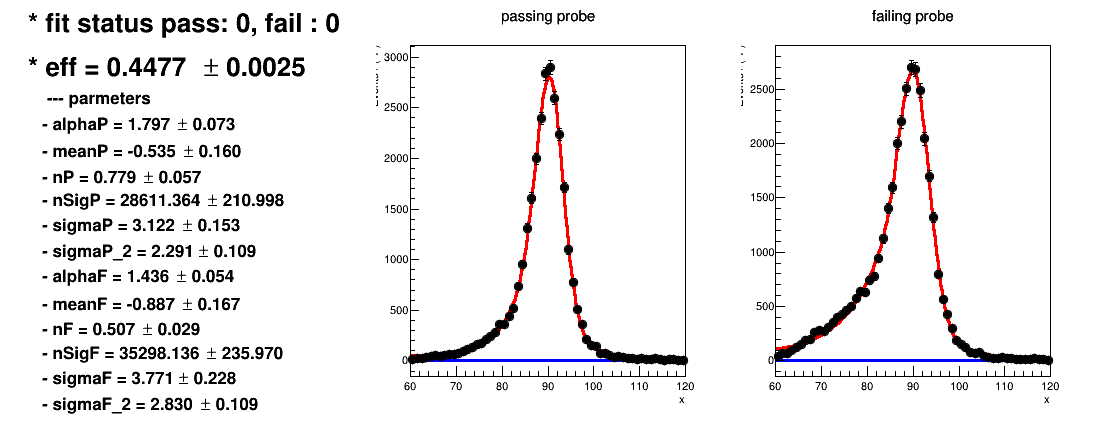 * fit status pass: 0, fail : 0
* eff = 0.4477 ± 0.0025
--- parmeters
- alphaP = 1.797 ± 0.073
- meanP = -0.535 ± 0.160
- nP = 0.779 ± 0.057
- nSigP = 28611.364 ± 210.998
- sigmaP = 3.122 ± 0.153
- sigmaP_2 = 2.291 ± 0.109
- alphaF = 1.436 ± 0.054
- meanF = -0.887 ± 0.167
- nF = 0.507 ± 0.029
- nSigF = 35298.136 ± 235.970
- sigmaF = 3.771 ± 0.228
- sigmaF_2 = 2.830 ± 0.109
passing probe
3000
2500
2000
1500
1000
500
0
60 70 80 90 100 110 120
x
failing probe
2500
2000
1500
1000
500
0
60 70 80 90 100 110 120
x